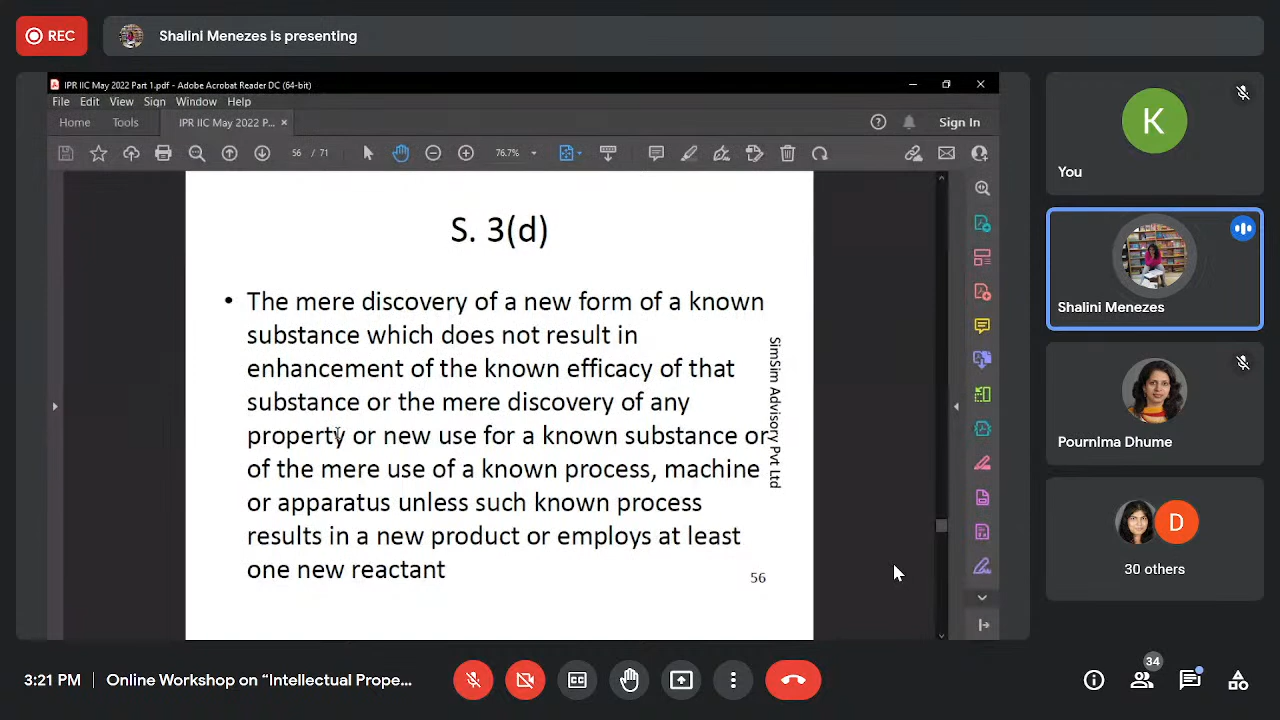 REC
Shalini Menezes is presenting
IPR IIC May 2022 Part 1.pdf - Adobe Acrobat Reader DC (64-bit)
File Edit View Sign Window Help
Home Tools IPR IIC May 2022 P... × Sign In
56 / 71 76.7%
S. 3(d)
• The mere discovery of a new form of a known
substance which does not result in
enhancement of the known efficacy of that
substance or the mere discovery of any
property or new use for a known substance or
of the mere use of a known process, machine
or apparatus unless such known process
results in a new product or employs at least
one new reactant
SimSim Advisory Pvt Ltd
56
K
You
Shalini Menezes
Pournima Dhume
D
30 others
3:21 PM | Online Workshop on “Intellectual Prope...
34